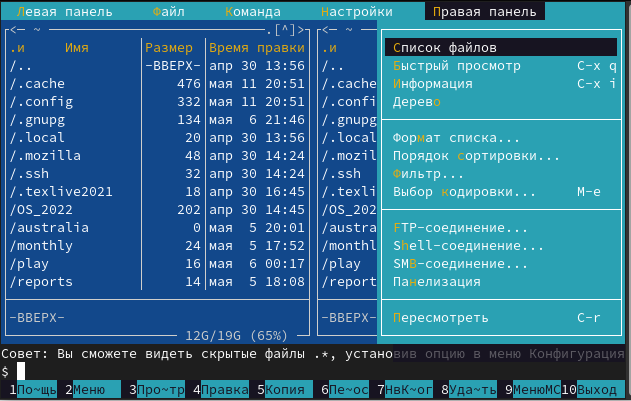 Левая панель Файл Команда Настройки Правая панель
<─ ~ .[^]>
.и Имя Размер Время правки
/.. -ВВЕРХ- апр 30 13:56
/.cache 476 мая 11 20:51
/.config 332 мая 11 20:51
/.gnupg 134 мая 6 21:46
/.local 20 апр 30 13:56
/.mozilla 48 апр 30 14:24
/.ssh 32 апр 30 14:24
/.texlive2021 18 апр 30 16:45
/OS_2022 202 апр 30 14:45
/australia 0 мая 5 20:01
/monthly 24 мая 5 17:52
/play 16 мая 6 00:17
/reports 14 мая 5 18:08
-ВВЕРХ-
12G/19G (65%)
<─ ~
.и
/..
/.cache
/.confi
/.gnupg
/.local
/.mozil
/.ssh
/.texli
/OS_202
/austra
/monthl
/play
/report
-ВВЕРХ-
Список файлов
Быстрый просмотр C-x q
Информация C-x i
Дерево
Формат списка...
Порядок сортировки...
Фильтр...
Выбор кодировки... M-e
FTP-соединение...
Shell-соединение...
SMB-соединение...
Панелизация
Пересмотреть C-r
Совет: Вы сможете видеть скрытые файлы .*, установив опцию в меню Конфигурация
$
1По~щь 2Меню 3Про~тр 4Правка 5Копия 6Пе~ос 7НвК~ог 8Уда~ть 9МенюMC 10Выход